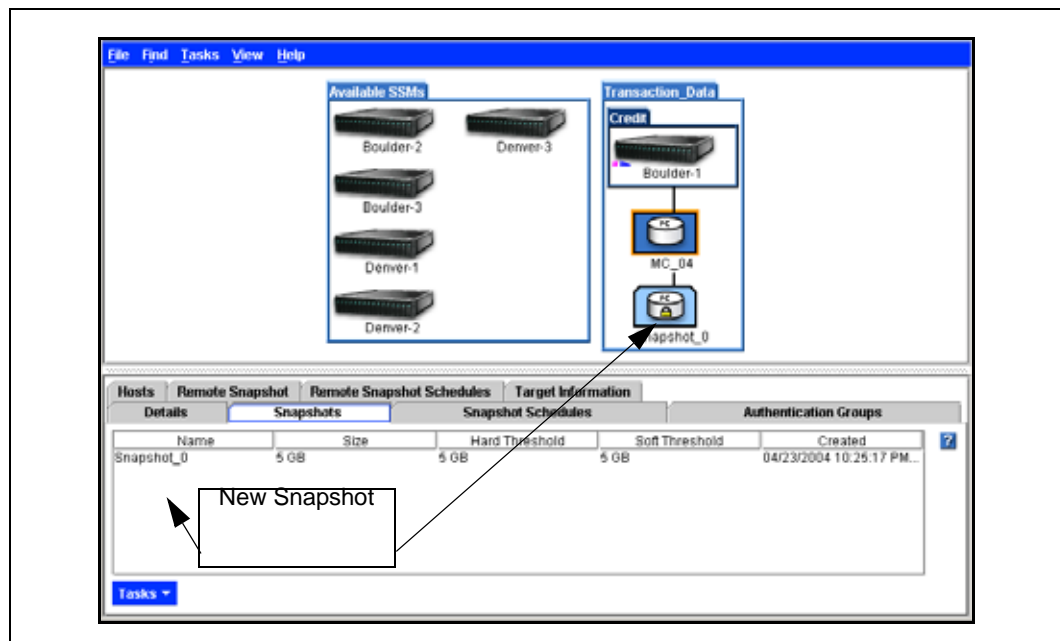 File Find Tasks View Help
Available SSMs
Transaction_Data
Credit
Boulder-2
Denver-3
Boulder-1
Boulder-3
PC
Denver-1
MC_04
PC
Denver-2
Snapshot_0
Hosts Remote Snapshot Remote Snapshot Schedules Target Information
Details Snapshots Snapshot Schedules Authentication Groups
Name Size Hard Threshold Soft Threshold Created
?
Snapshot_0 5 GB 5 GB 5 GB 04/23/2004 10:25:17 PM...
New Snapshot
Tasks